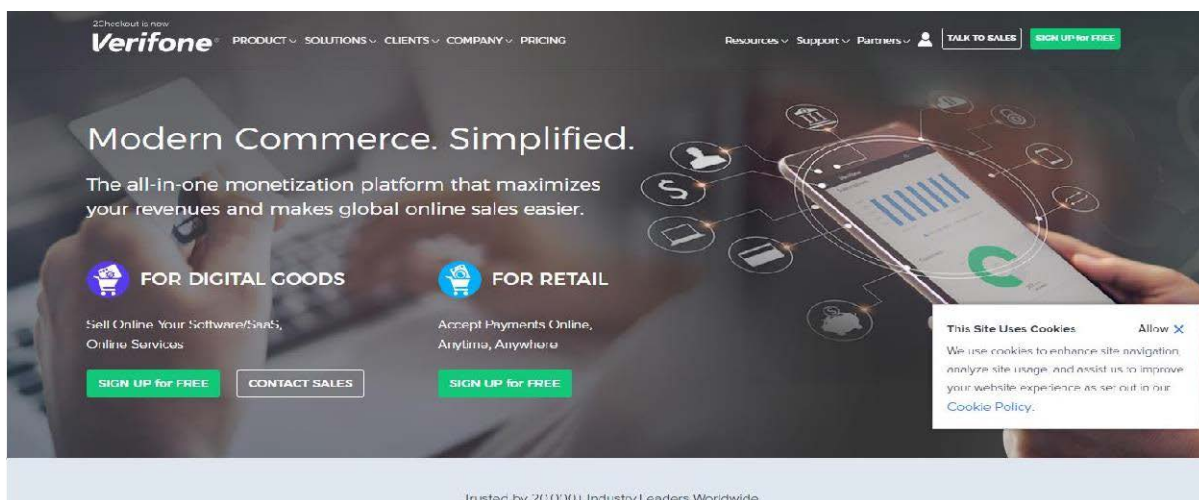 2Checkout is now
Verifone
PRODUCT SOLUTIONS CLIENTS COMPANY PRICING
Resources Support Partners TALK TO SALES SIGN UP for FREE
Modern Commerce. Simplified.
The all-in-one monetization platform that maximizes
your revenues and makes global online sales easier.
FOR DIGITAL GOODS
Sell Online Your Software/SaaS,
Online Services
SIGN UP for FREE CONTACT SALES
FOR RETAIL
Accept Payments Online,
Anytime, Anywhere
SIGN UP for FREE
This Site Uses Cookies Allow X
We use cookies to enhance site navigation,
analyze site usage, and assist us to improve
your website experience as set out in our
Cookie Policy.
Trusted by 20,000+ Industry Leaders Worldwide